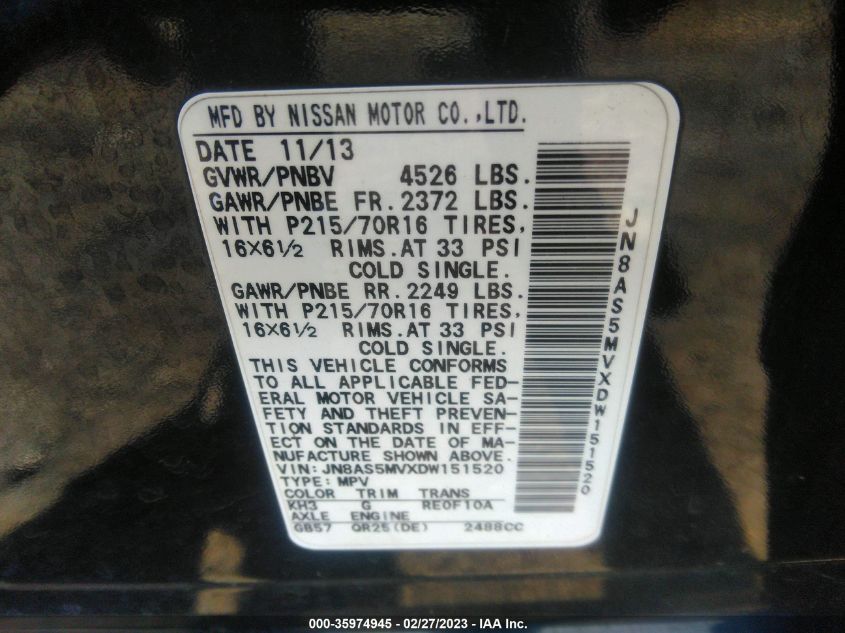 MFD BY NISSAN MOTOR CO.,LTD.
DATE 11/13
GVWR/PNBV 4526 LBS.
GAWR/PNBE FR.2372 LBS.
WITH P215/70R16 TIRES,
16X6½ RIMS.AT 33 PSI
COLD SINGLE.
GAWR/PNBE RR.2249 LBS.
WITH P215/70R16 TIRES,
16X6½ RIMS.AT 33 PSI
COLD SINGLE.
THIS VEHICLE CONFORMS
TO ALL APPLICABLE FED-
ERAL MOTOR VEHICLE SA-
FETY AND THEFT PREVEN-
TION STANDARDS IN EFF-
ECT ON THE DATE OF MA-
NUFACTURE SHOWN ABOVE.
VIN:JN8AS5MVXDW151520
TYPE:MPV
COLOR TRIM TRANS
KH3 G RE0F10A
AXLE ENGINE
GB57 QR25(DE) 2488CC
JN8AS5MVXDW151520
000-35974945 - 02/27/2023 - IAA Inc.